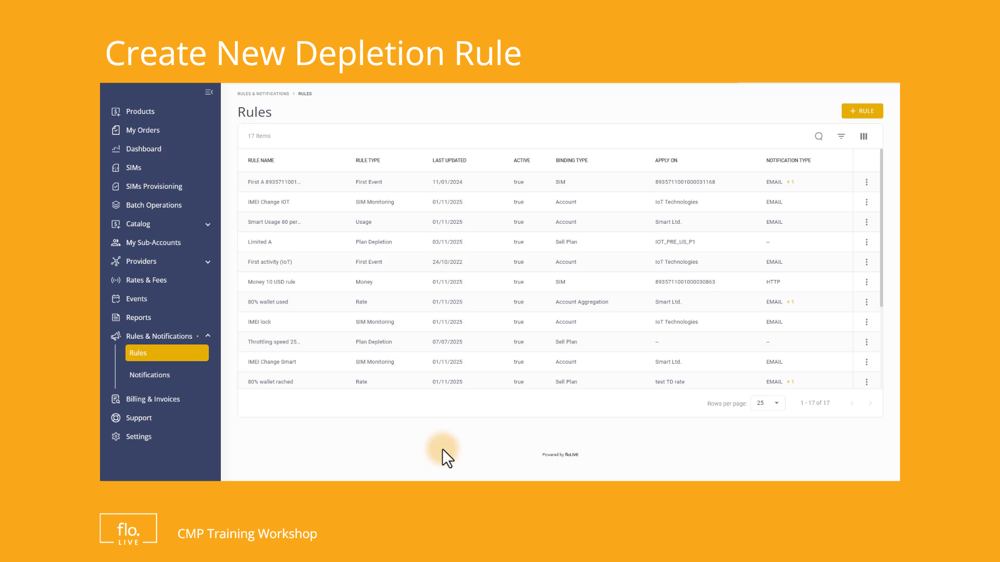 Create New Depletion Rule
Products
My Orders
Dashboard
SIMs
SIMs Provisioning
Batch Operations
Catalog
My Sub-Accounts
Providers
Rates & Fees
Events
Reports
Rules & Notifications
Rules
Notifications
Billing & Invoices
Support
Settings
RULES & NOTIFICATIONS > RULES
Rules
+ RULE
17 Items
RULE NAME RULE TYPE LAST UPDATED ACTIVE BINDING TYPE APPLY ON NOTIFICATION TYPE
First A 8935711001... First Event 11/01/2024 true SIM 8935711001000031168 EMAIL + 1
IMEI Change IOT SIM Monitoring 01/11/2025 true Account IoT Technologies EMAIL
Smart Usage 80 per... Usage 01/11/2025 true Account Smart Ltd. EMAIL
Limited A Plan Depletion 03/11/2025 true Sell Plan IOT_PRE_US_P1 --
First activity (IoT) First Event 24/10/2022 true Account IoT Technologies EMAIL
Money 10 USD rule Money 01/11/2025 true SIM 8935711001000030863 HTTP
80% wallet used Rate 01/11/2025 true Account Aggregation Smart Ltd. EMAIL + 1
IMEI lock SIM Monitoring 01/11/2025 true Account IoT Technologies EMAIL
Throttling speed 25... Plan Depletion 07/07/2025 true Sell Plan -- --
IMEI Change Smart SIM Monitoring 01/11/2025 true Account Smart Ltd. EMAIL
80% wallet rached Rate 01/11/2025 true Sell Plan test TD rate EMAIL + 1
Rows per page: 25 1 - 17 of 17
Powered by floLIVE
flo.
LIVE
CMP Training Workshop